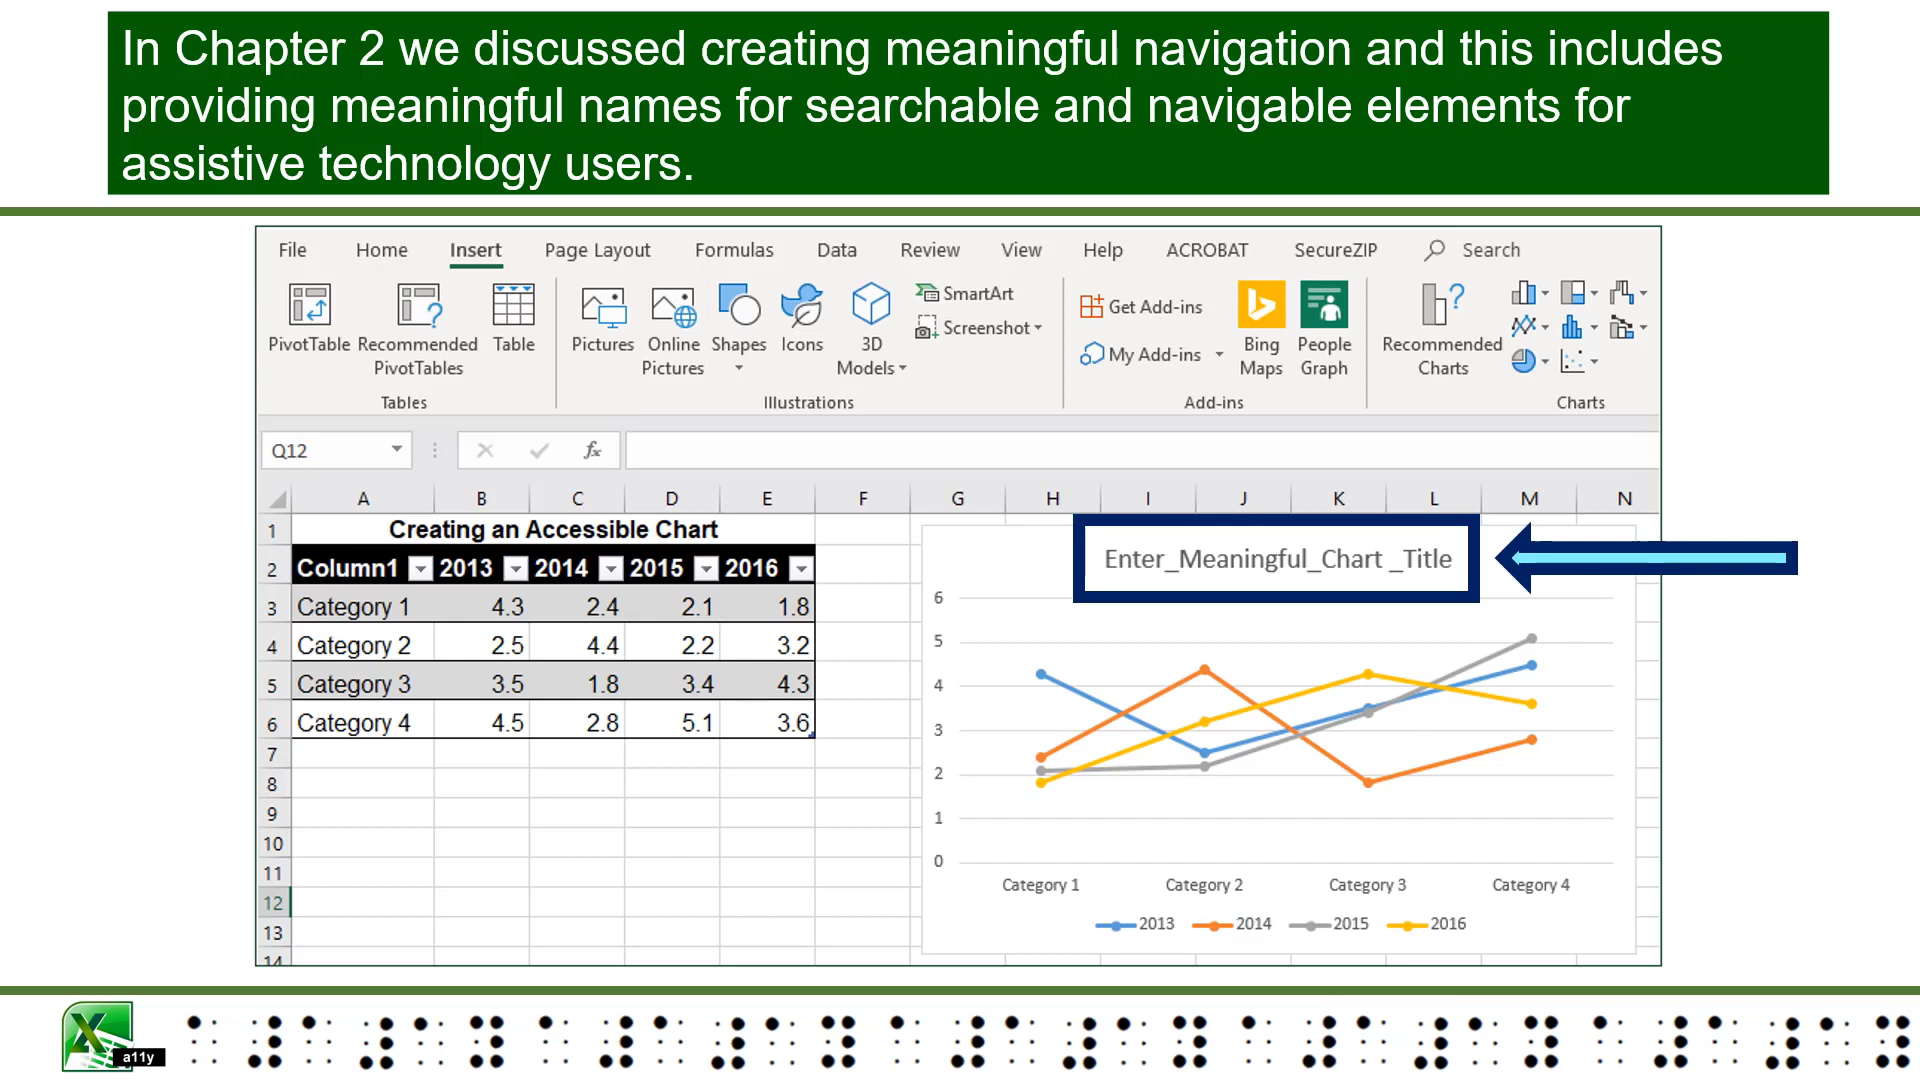 In Chapter 2 we discussed creating meaningful navigation and this includes
providing meaningful names for searchable and navigable elements for
assistive technology users.
File Home Insert Page Layout Formulas Data Review View Help ACROBAT SecureZIP Search
PivotTable Recommended PivotTables Table
Tables
Pictures Online Pictures Shapes Icons 3D Models
SmartArt
Screenshot
Illustrations
Get Add-ins
My Add-ins
Bing Maps People Graph
Add-ins
Recommended Charts
Charts
Q12 fx
A B C D E F G H I J K L M N
1 Creating an Accessible Chart
2 Column1 2013 2014 2015 2016
3 Category 1 4.3 2.4 2.1 1.8
4 Category 2 2.5 4.4 2.2 3.2
5 Category 3 3.5 1.8 3.4 4.3
6 Category 4 4.5 2.8 5.1 3.6
7
8
9
10
11
12
13
14
Enter_Meaningful_Chart _Title
6
5
4
3
2
1
0
Category 1 Category 2 Category 3 Category 4
2013 2014 2015 2016
X
a11y